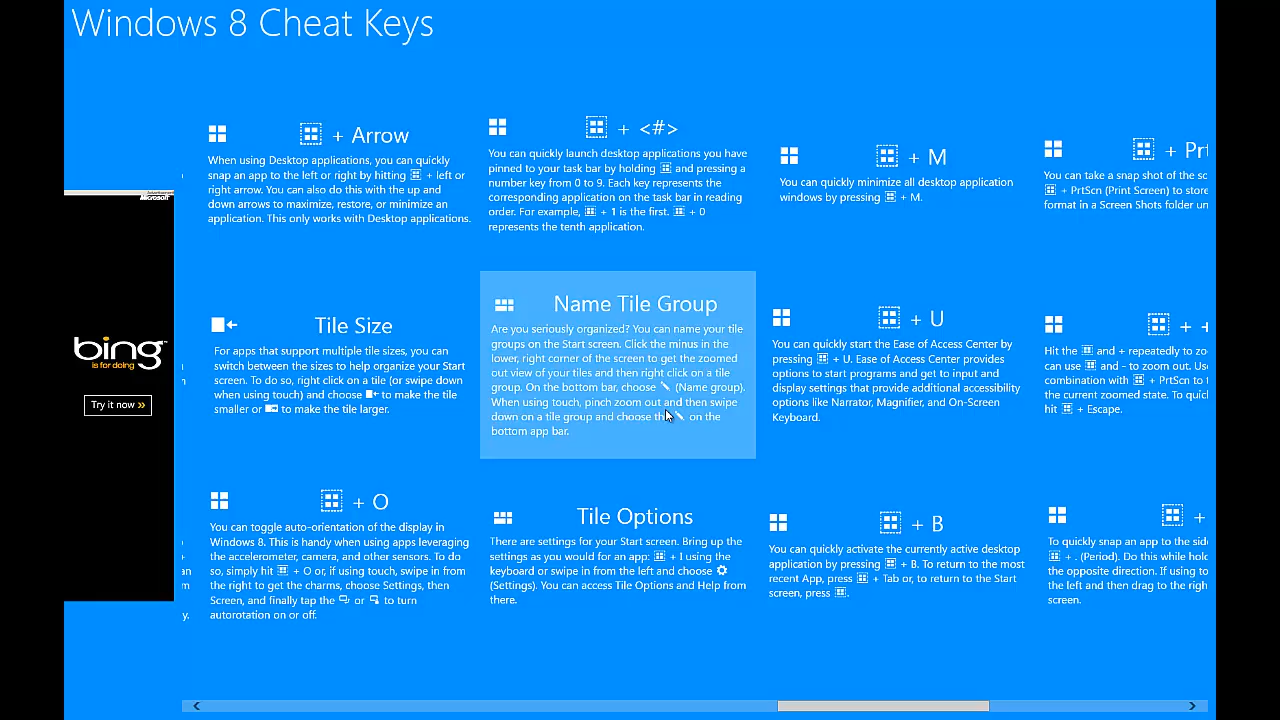 Windows 8 Cheat Keys
+ Arrow
When using Desktop applications, you can quickly
snap an app to the left or right by hitting + left or
right arrow. You can also do this with the up and
down arrows to maximize, restore, or minimize an
application. This only works with Desktop applications.
+ <#>
You can quickly launch desktop applications you have
pinned to your task bar by holding and pressing a
number key from 0 to 9. Each key represents the
corresponding application on the task bar in reading
order. For example, + 1 is the first. + 0
represents the tenth application.
+ M
You can quickly minimize all desktop application
windows by pressing + M.
+ Prt
You can take a snap shot of the sc
+ PrtScn (Print Screen) to store
format in a Screen Shots folder un
Advertisement
Microsoft
bing
is for doing
Try it now »
Tile Size
For apps that support multiple tile sizes, you can
switch between the sizes to help organize your Start
screen. To do so, right click on a tile (or swipe down
when using touch) and choose to make the tile
smaller or to make the tile larger.
Name Tile Group
Are you seriously organized? You can name your tile
groups on the Start screen. Click the minus in the
lower, right corner of the screen to get the zoomed
out view of your tiles and then right click on a tile
group. On the bottom bar, choose (Name group).
When using touch, pinch zoom out and then swipe
down on a tile group and choose the on the
bottom app bar.
+ U
You can quickly start the Ease of Access Center by
pressing + U. Ease of Access Center provides
options to start programs and get to input and
display settings that provide additional accessibility
options like Narrator, Magnifier, and On-Screen
Keyboard.
+ +
Hit the and + repeatedly to zo
can use and - to zoom out. Use
combination with + PrtScn to t
the current zoomed state. To quicl
hit + Escape.
+ O
You can toggle auto-orientation of the display in
Windows 8. This is handy when using apps leveraging
the accelerometer, camera, and other sensors. To do
so, simply hit + O or, if using touch, swipe in from
the right to get the charms, choose Settings, then
Screen, and finally tap the or to turn
autorotation on or off.
Tile Options
There are settings for your Start screen. Bring up the
settings as you would for an app: + I using the
keyboard or swipe in from the left and choose
(Settings). You can access Tile Options and Help from
there.
+ B
You can quickly activate the currently active desktop
application by pressing + B. To return to the most
recent App, press + Tab or, to return to the Start
screen, press .
+
To quickly snap an app to the side
+ . (Period). Do this while hold
the opposite direction. If using to
the left and then drag to the righ
screen.